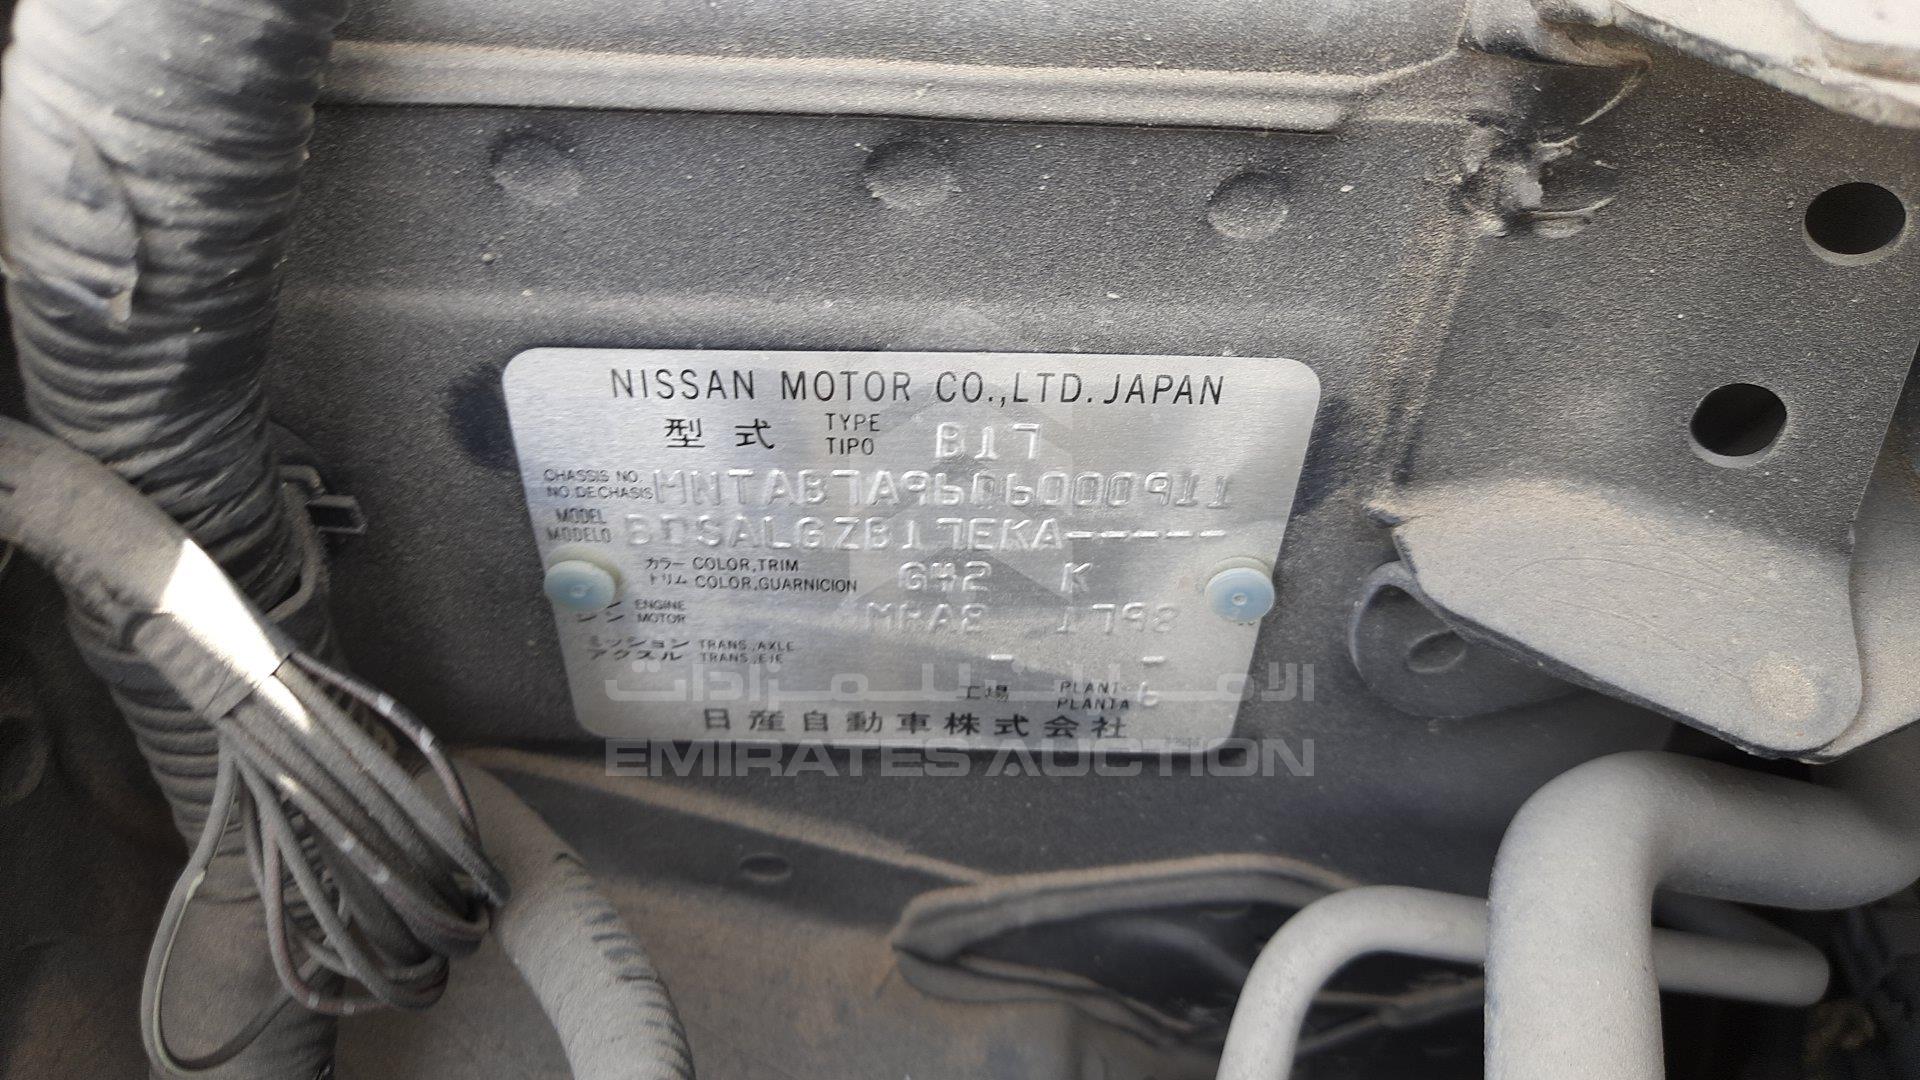 NISSAN MOTOR CO.,LTD. JAPAN
型式 TYPE TIPO B17
CHASSIS NO. NO.DECHASIS MNTAB7A96D6000911
MODEL MODELO BDSALGZB17EKA-----
カラー COLOR,TRIM
トリム COLOR,GUARNICION G42 K
ENGINE MOTOR MRA8 1798
ミッション TRANS.,AXLE
アクスル TRANS.,EJE - -
工場 PLANT PLANTA 6
日産自動車株式会社
الإمارات للمزادات
EMIRATES AUCTION